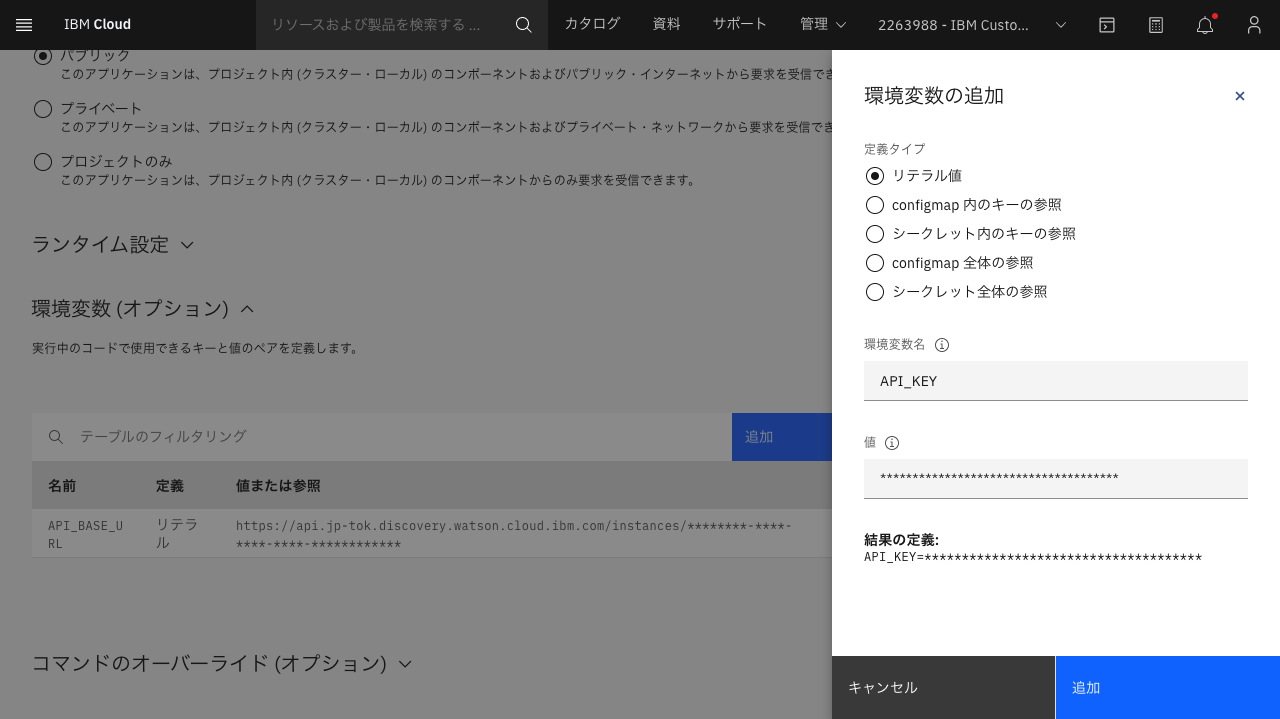 IBM Cloud
リソースおよび製品を検索する ...
カタログ
資料
サポート
管理
2263988 - IBM Custo...
パブリック
このアプリケーションは、プロジェクト内 (クラスター・ローカル) のコンポーネントおよびパブリック・インターネットから要求を受信でき
プライベート
このアプリケーションは、プロジェクト内 (クラスター・ローカル) のコンポーネントおよびプライベート・ネットワークから要求を受信でき
プロジェクトのみ
このアプリケーションは、プロジェクト内 (クラスター・ローカル) のコンポーネントからのみ要求を受信できます。
ランタイム設定
環境変数 (オプション)
実行中のコードで使用できるキーと値のペアを定義します。
テーブルのフィルタリング
追加
名前 定義 値または参照
API_BASE_U
RL
リテラ
ル
https://api.jp-tok.discovery.watson.cloud.ibm.com/instances/********-****-
****-****-************
コマンドのオーバーライド (オプション)
環境変数の追加
定義タイプ
リテラル値
configmap 内のキーの参照
シークレット内のキーの参照
configmap 全体の参照
シークレット全体の参照
環境変数名
API_KEY
値
*************************************
結果の定義:
API_KEY=*************************************
キャンセル
追加